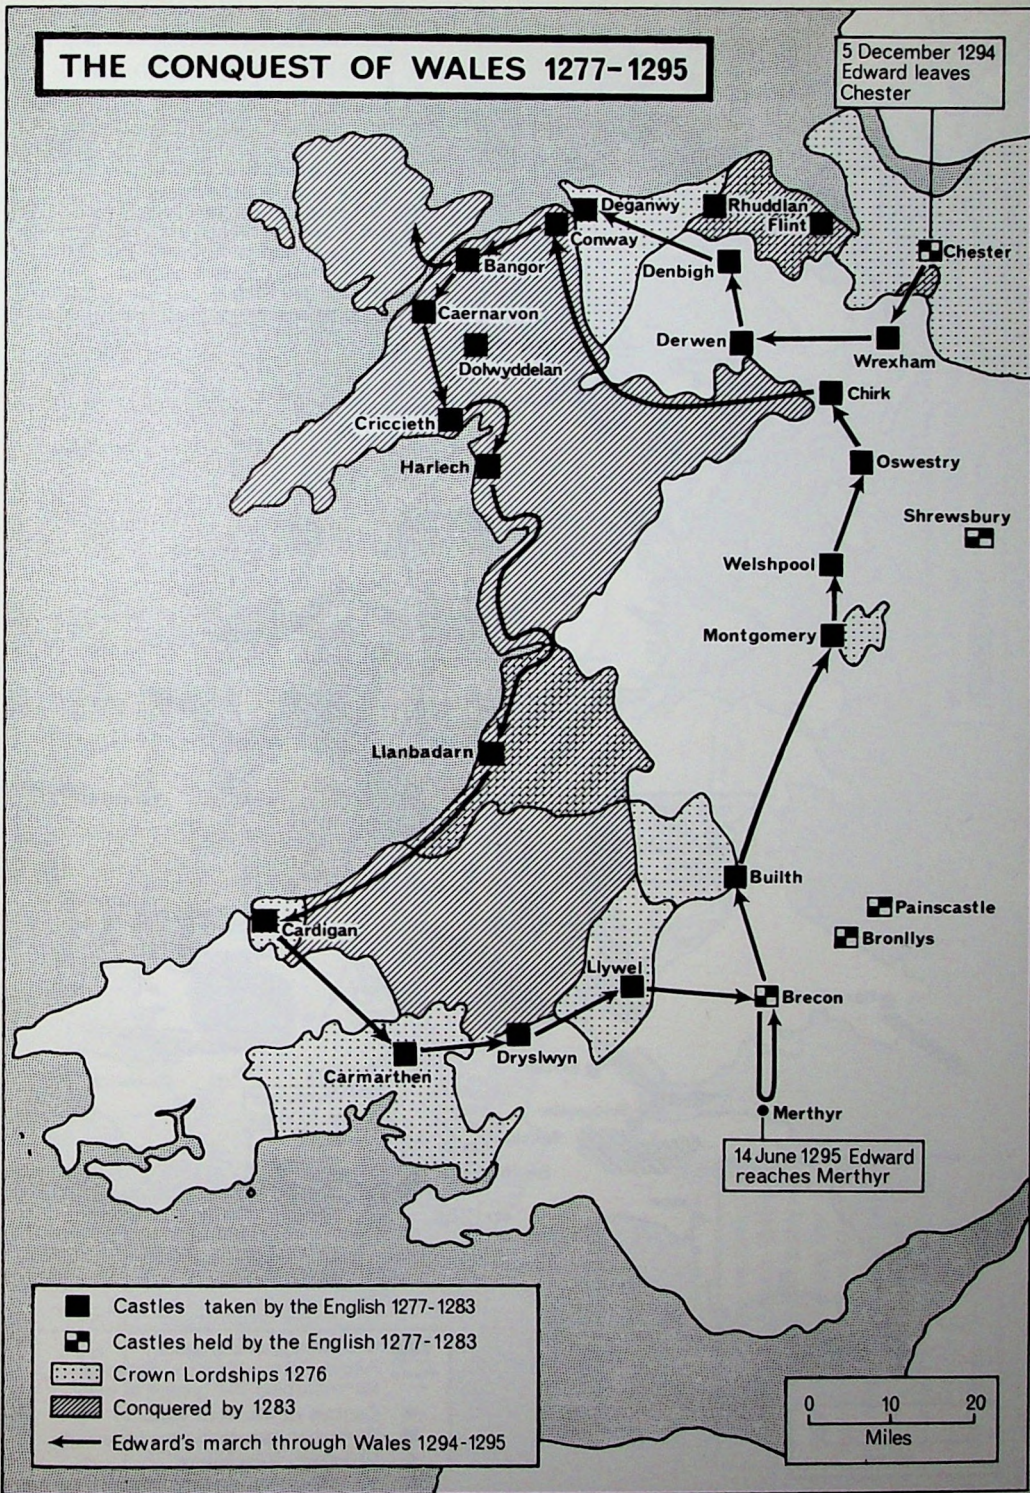 THE CONQUEST OF WALES 1277-1295
5 December 1294
Edward leaves
Chester
Deganwy
Rhuddlan
Flint
Conway
Chester
Bangor
Denbigh
Caernarvon
Derwen
Wrexham
Dolwyddelan
Chirk
Criccieth
Harlech
Oswestry
Shrewsbury
Welshpool
Montgomery
Llanbadarn
Builth
Painscastle
Cardigan
Bronllys
Llywel
Brecon
Dryslwyn
Carmarthen
Merthyr
14 June 1295 Edward
reaches Merthyr
Castles taken by the English 1277-1283
Castles held by the English 1277-1283
Crown Lordships 1276
Conquered by 1283
Edward's march through Wales 1294-1295
0 10 20
Miles